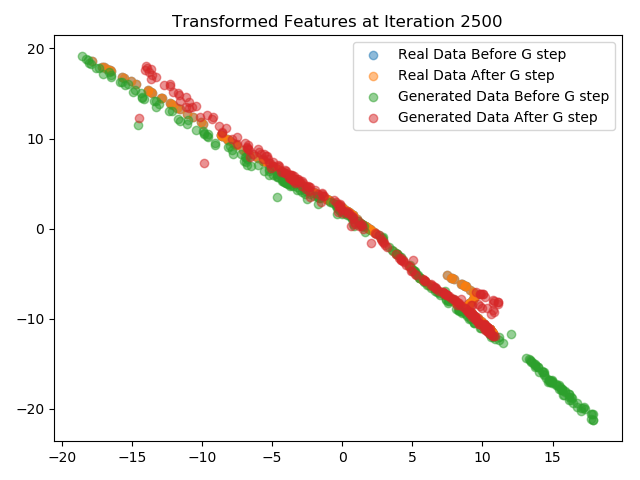 Transformed Features at Iteration 2500
Real Data Before G step
Real Data After G step
Generated Data Before G step
Generated Data After G step
20
10
0
−10
−20
−20 −15 −10 −5 0 5 10 15